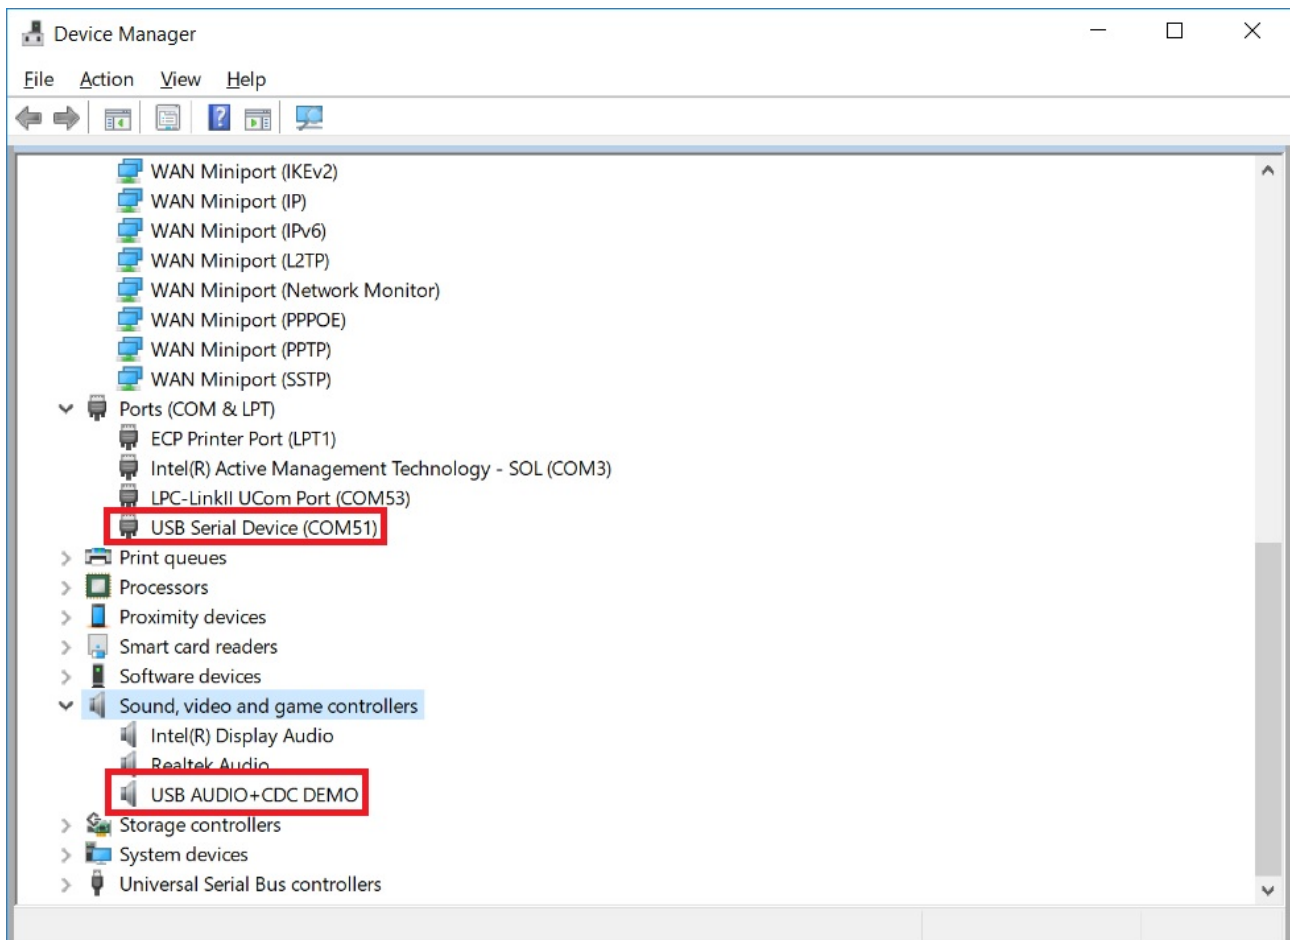 Device Manager
File Action View Help
WAN Miniport (IKEv2)
WAN Miniport (IP)
WAN Miniport (IPv6)
WAN Miniport (L2TP)
WAN Miniport (Network Monitor)
WAN Miniport (PPPOE)
WAN Miniport (PPTP)
WAN Miniport (SSTP)
Ports (COM & LPT)
ECP Printer Port (LPT1)
Intel(R) Active Management Technology - SOL (COM3)
LPC-LinkII UCom Port (COM53)
USB Serial Device (COM51)
Print queues
Processors
Proximity devices
Smart card readers
Software devices
Sound, video and game controllers
Intel(R) Display Audio
Realtek Audio
USB AUDIO+CDC DEMO
Storage controllers
System devices
Universal Serial Bus controllers